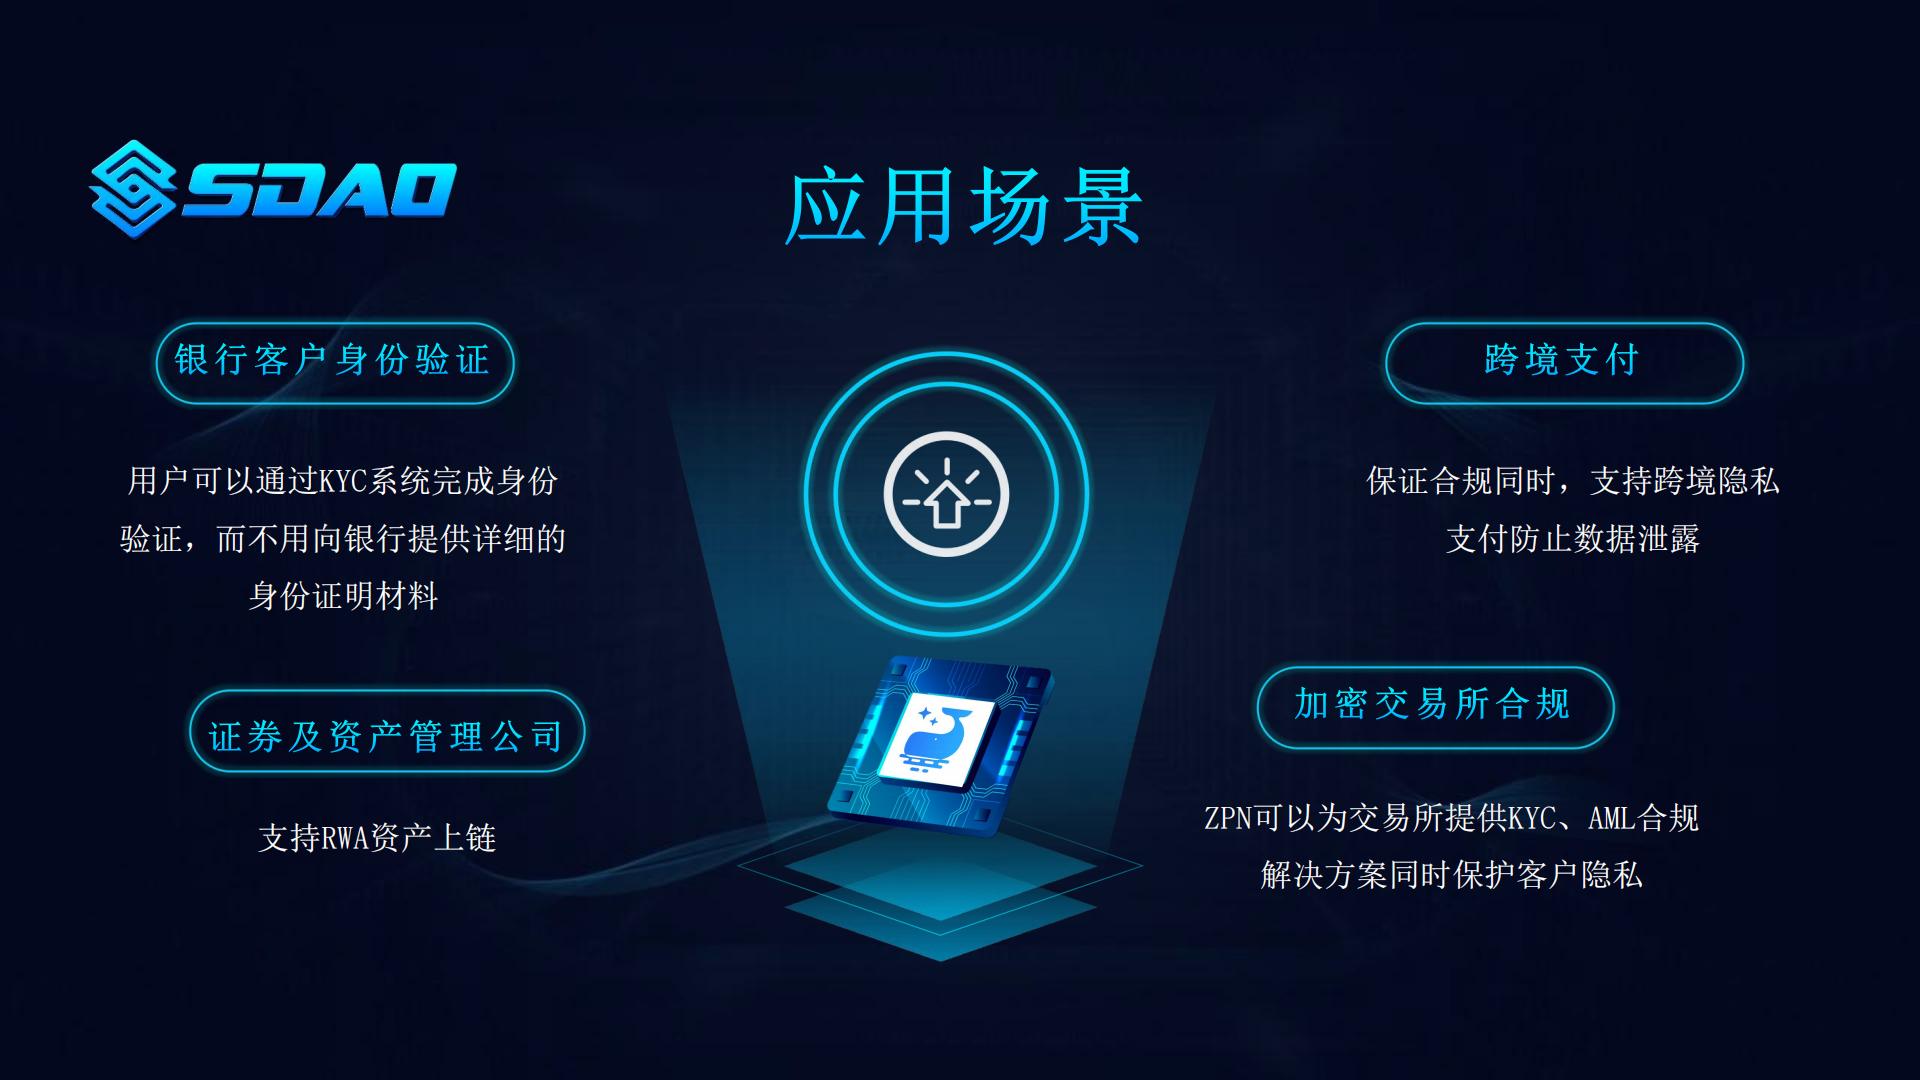 SDAO
应用场景
银行客户身份验证
用户可以通过KYC系统完成身份
验证，而不用向银行提供详细的
身份证明材料
跨境支付
保证合规同时，支持跨境隐私
支付防止数据泄露
证券及资产管理公司
支持RWA资产上链
加密交易所合规
ZPN可以为交易所提供KYC、AML合规
解决方案同时保护客户隐私